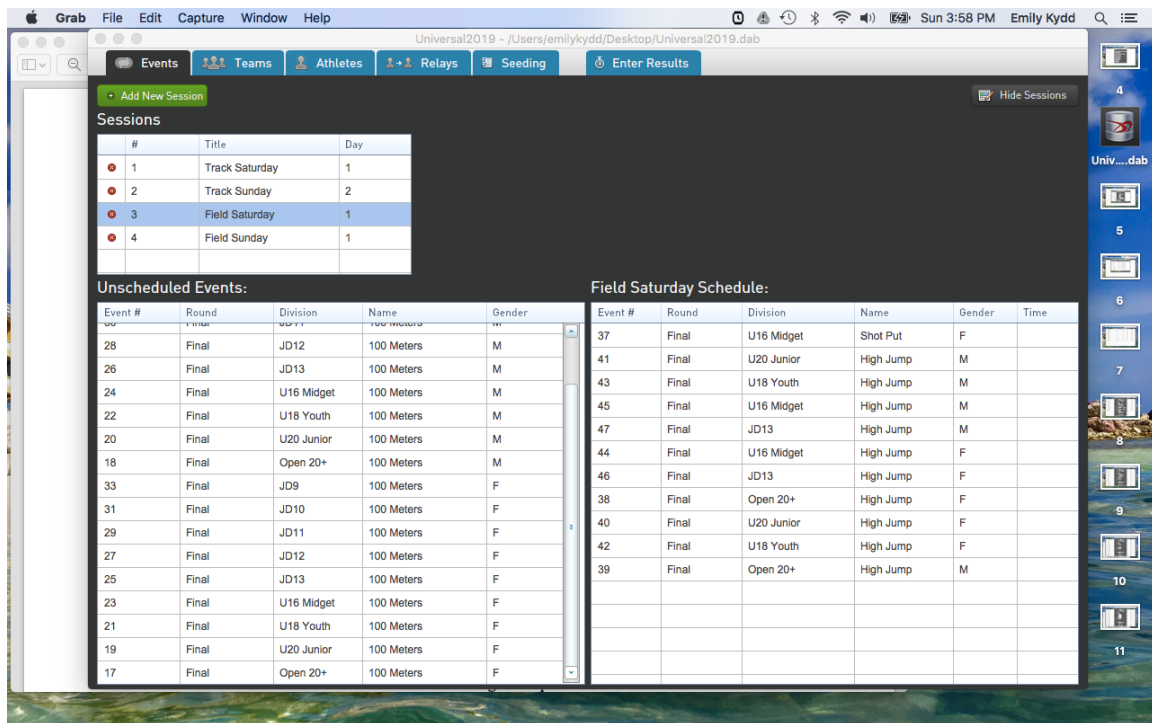 Grab File Edit Capture Window Help Sun 3:58 PM Emily Kydd
Universal2019 - /Users/emilykydd/Desktop/Universal2019.dab
Events Teams Athletes Relays Seeding Enter Results
+ Add New Session Hide Sessions
Sessions
# Title Day
1 Track Saturday 1
2 Track Sunday 2
3 Field Saturday 1
4 Field Sunday 1
Unscheduled Events:
Event # Round Division Name Gender
28 Final JD12 100 Meters M
26 Final JD13 100 Meters M
24 Final U16 Midget 100 Meters M
22 Final U18 Youth 100 Meters M
20 Final U20 Junior 100 Meters M
18 Final Open 20+ 100 Meters M
33 Final JD9 100 Meters F
31 Final JD10 100 Meters F
29 Final JD11 100 Meters F
27 Final JD12 100 Meters F
25 Final JD13 100 Meters F
23 Final U16 Midget 100 Meters F
21 Final U18 Youth 100 Meters F
19 Final U20 Junior 100 Meters F
17 Final Open 20+ 100 Meters F
Field Saturday Schedule:
Event # Round Division Name Gender Time
37 Final U16 Midget Shot Put F
41 Final U20 Junior High Jump M
43 Final U18 Youth High Jump M
45 Final U16 Midget High Jump M
47 Final JD13 High Jump M
44 Final U16 Midget High Jump F
46 Final JD13 High Jump F
38 Final Open 20+ High Jump F
40 Final U20 Junior High Jump F
42 Final U18 Youth High Jump F
39 Final Open 20+ High Jump M
4
Univ....dab
5
6
7
8
9
10
11